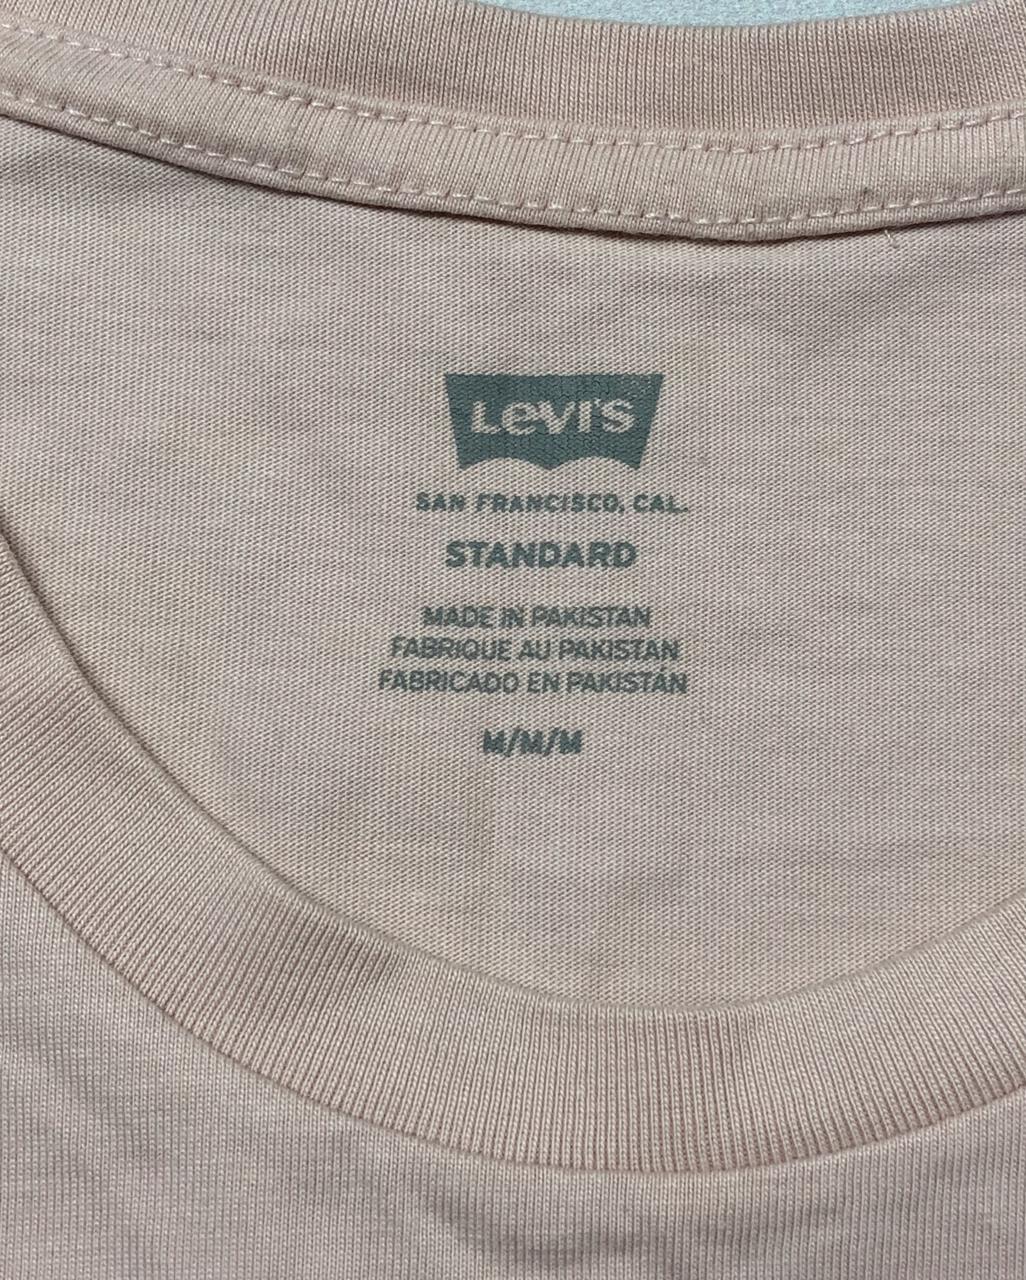 Levi's
SAN FRANCISCO, CAL.
STANDARD
MADE IN PAKISTAN
FABRIQUE AU PAKISTAN
FABRICADO EN PAKISTÁN
M/M/M